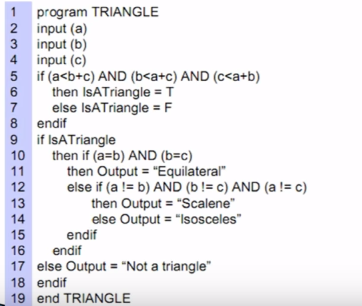 1 program TRIANGLE
2 input (a)
3 input (b)
4 input (c)
5 if (a<b+c) AND (b<a+c) AND (c<a+b)
6 then IsATriangle = T
7 else IsATriangle = F
8 endif
9 if IsATriangle
10 then if (a=b) AND (b=c)
11 then Output = “Equilateral”
12 else if (a != b) AND (b != c) AND (a != c)
13 then Output = “Scalene”
14 else Output = “Isosceles”
15 endif
16 endif
17 else Output = “Not a triangle”
18 endif
19 end TRIANGLE